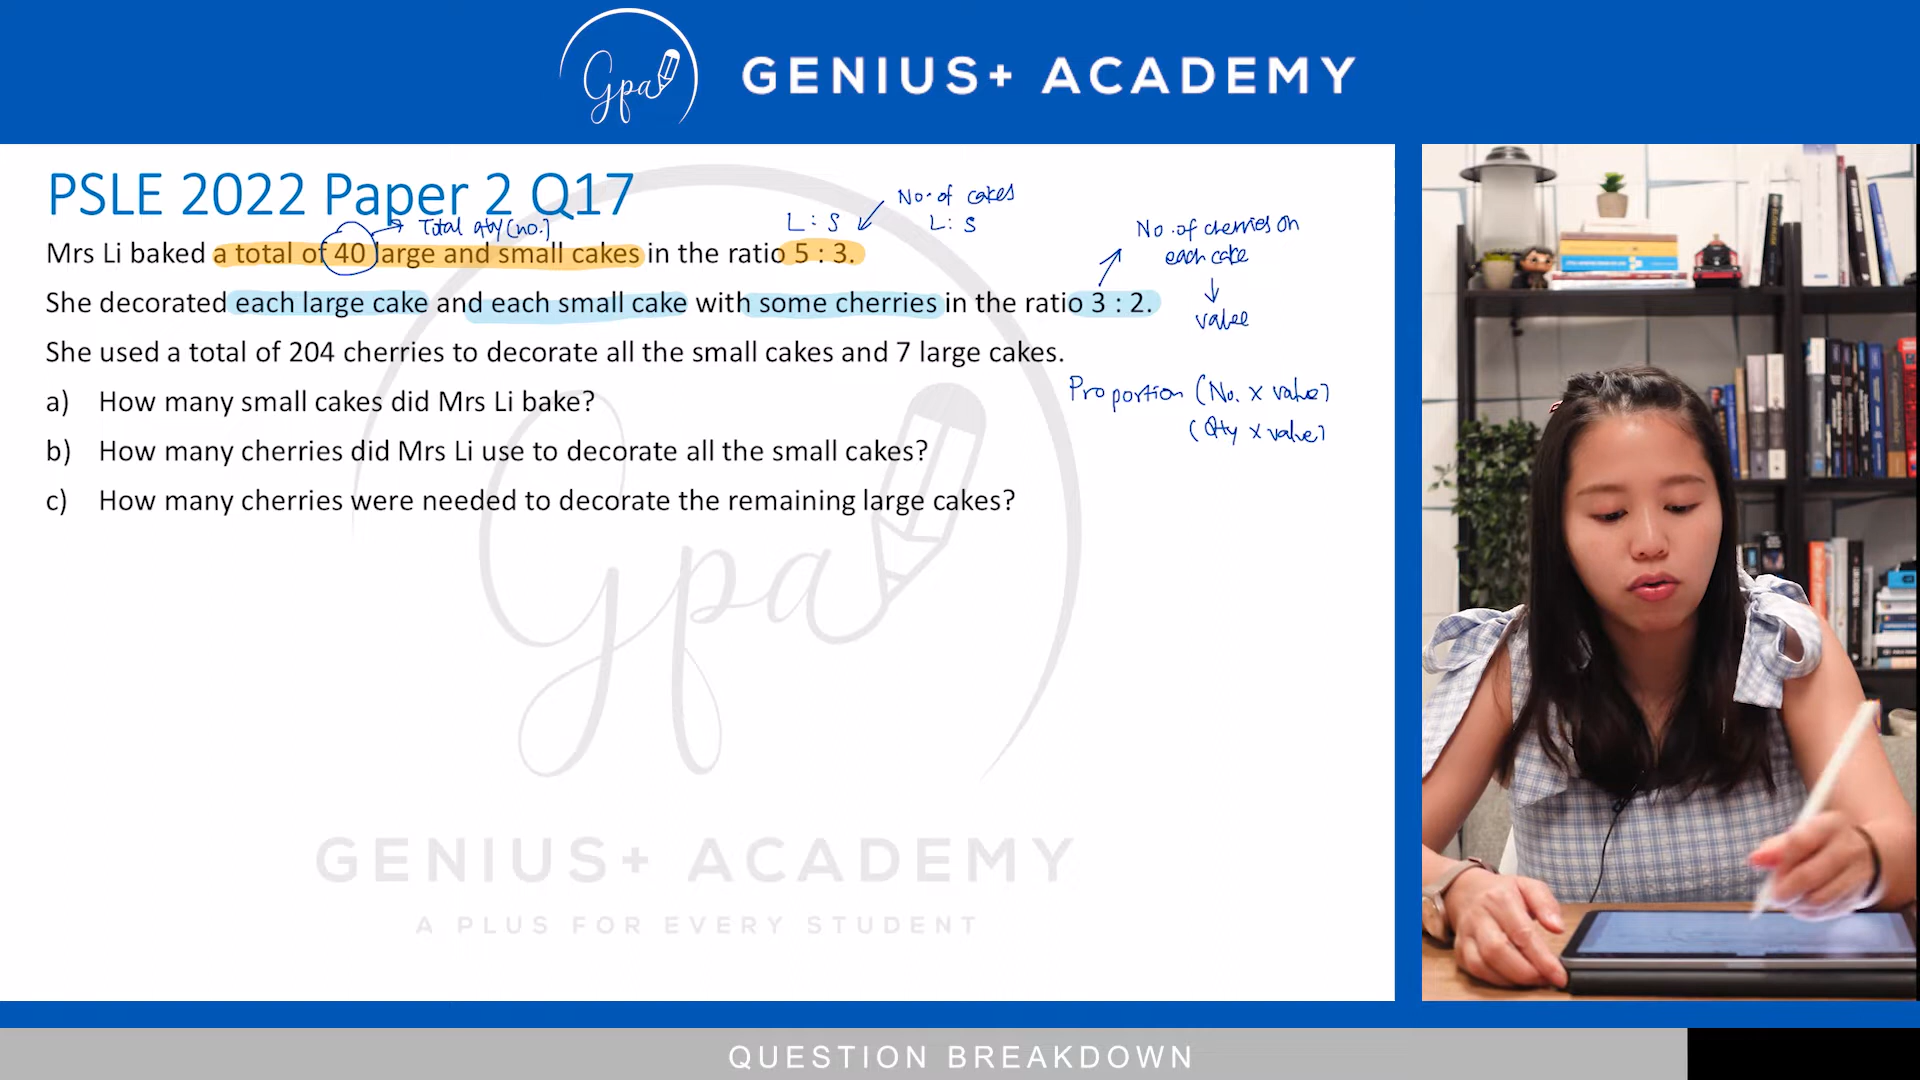 gpa
GENIUS+ ACADEMY
PSLE 2022 Paper 2 Q17
Total qty (no.)
L : S
No. of cakes
L : S
No. of cherries on
each cake
value
Mrs Li baked a total of 40 large and small cakes in the ratio 5 : 3.
She decorated each large cake and each small cake with some cherries in the ratio 3 : 2.
She used a total of 204 cherries to decorate all the small cakes and 7 large cakes.
Proportion (No. x value)
(Qty x value)
a) How many small cakes did Mrs Li bake?
b) How many cherries did Mrs Li use to decorate all the small cakes?
c) How many cherries were needed to decorate the remaining large cakes?
gpa
GENIUS+ ACADEMY
A PLUS FOR EVERY STUDENT
QUESTION BREAKDOWN